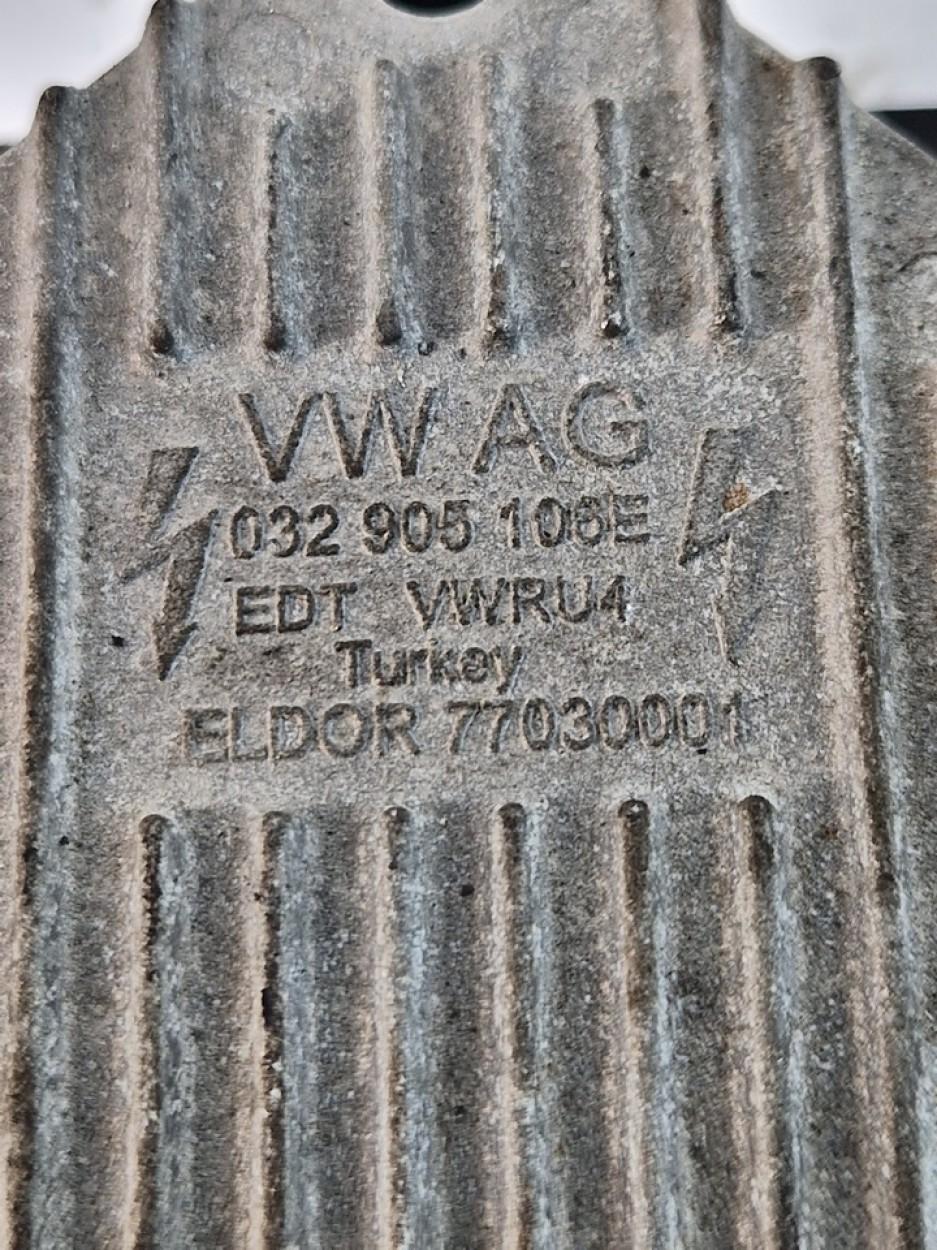 VW AG
032 905 106E
EDT VWRU4
Turkey
ELDOR 77030001